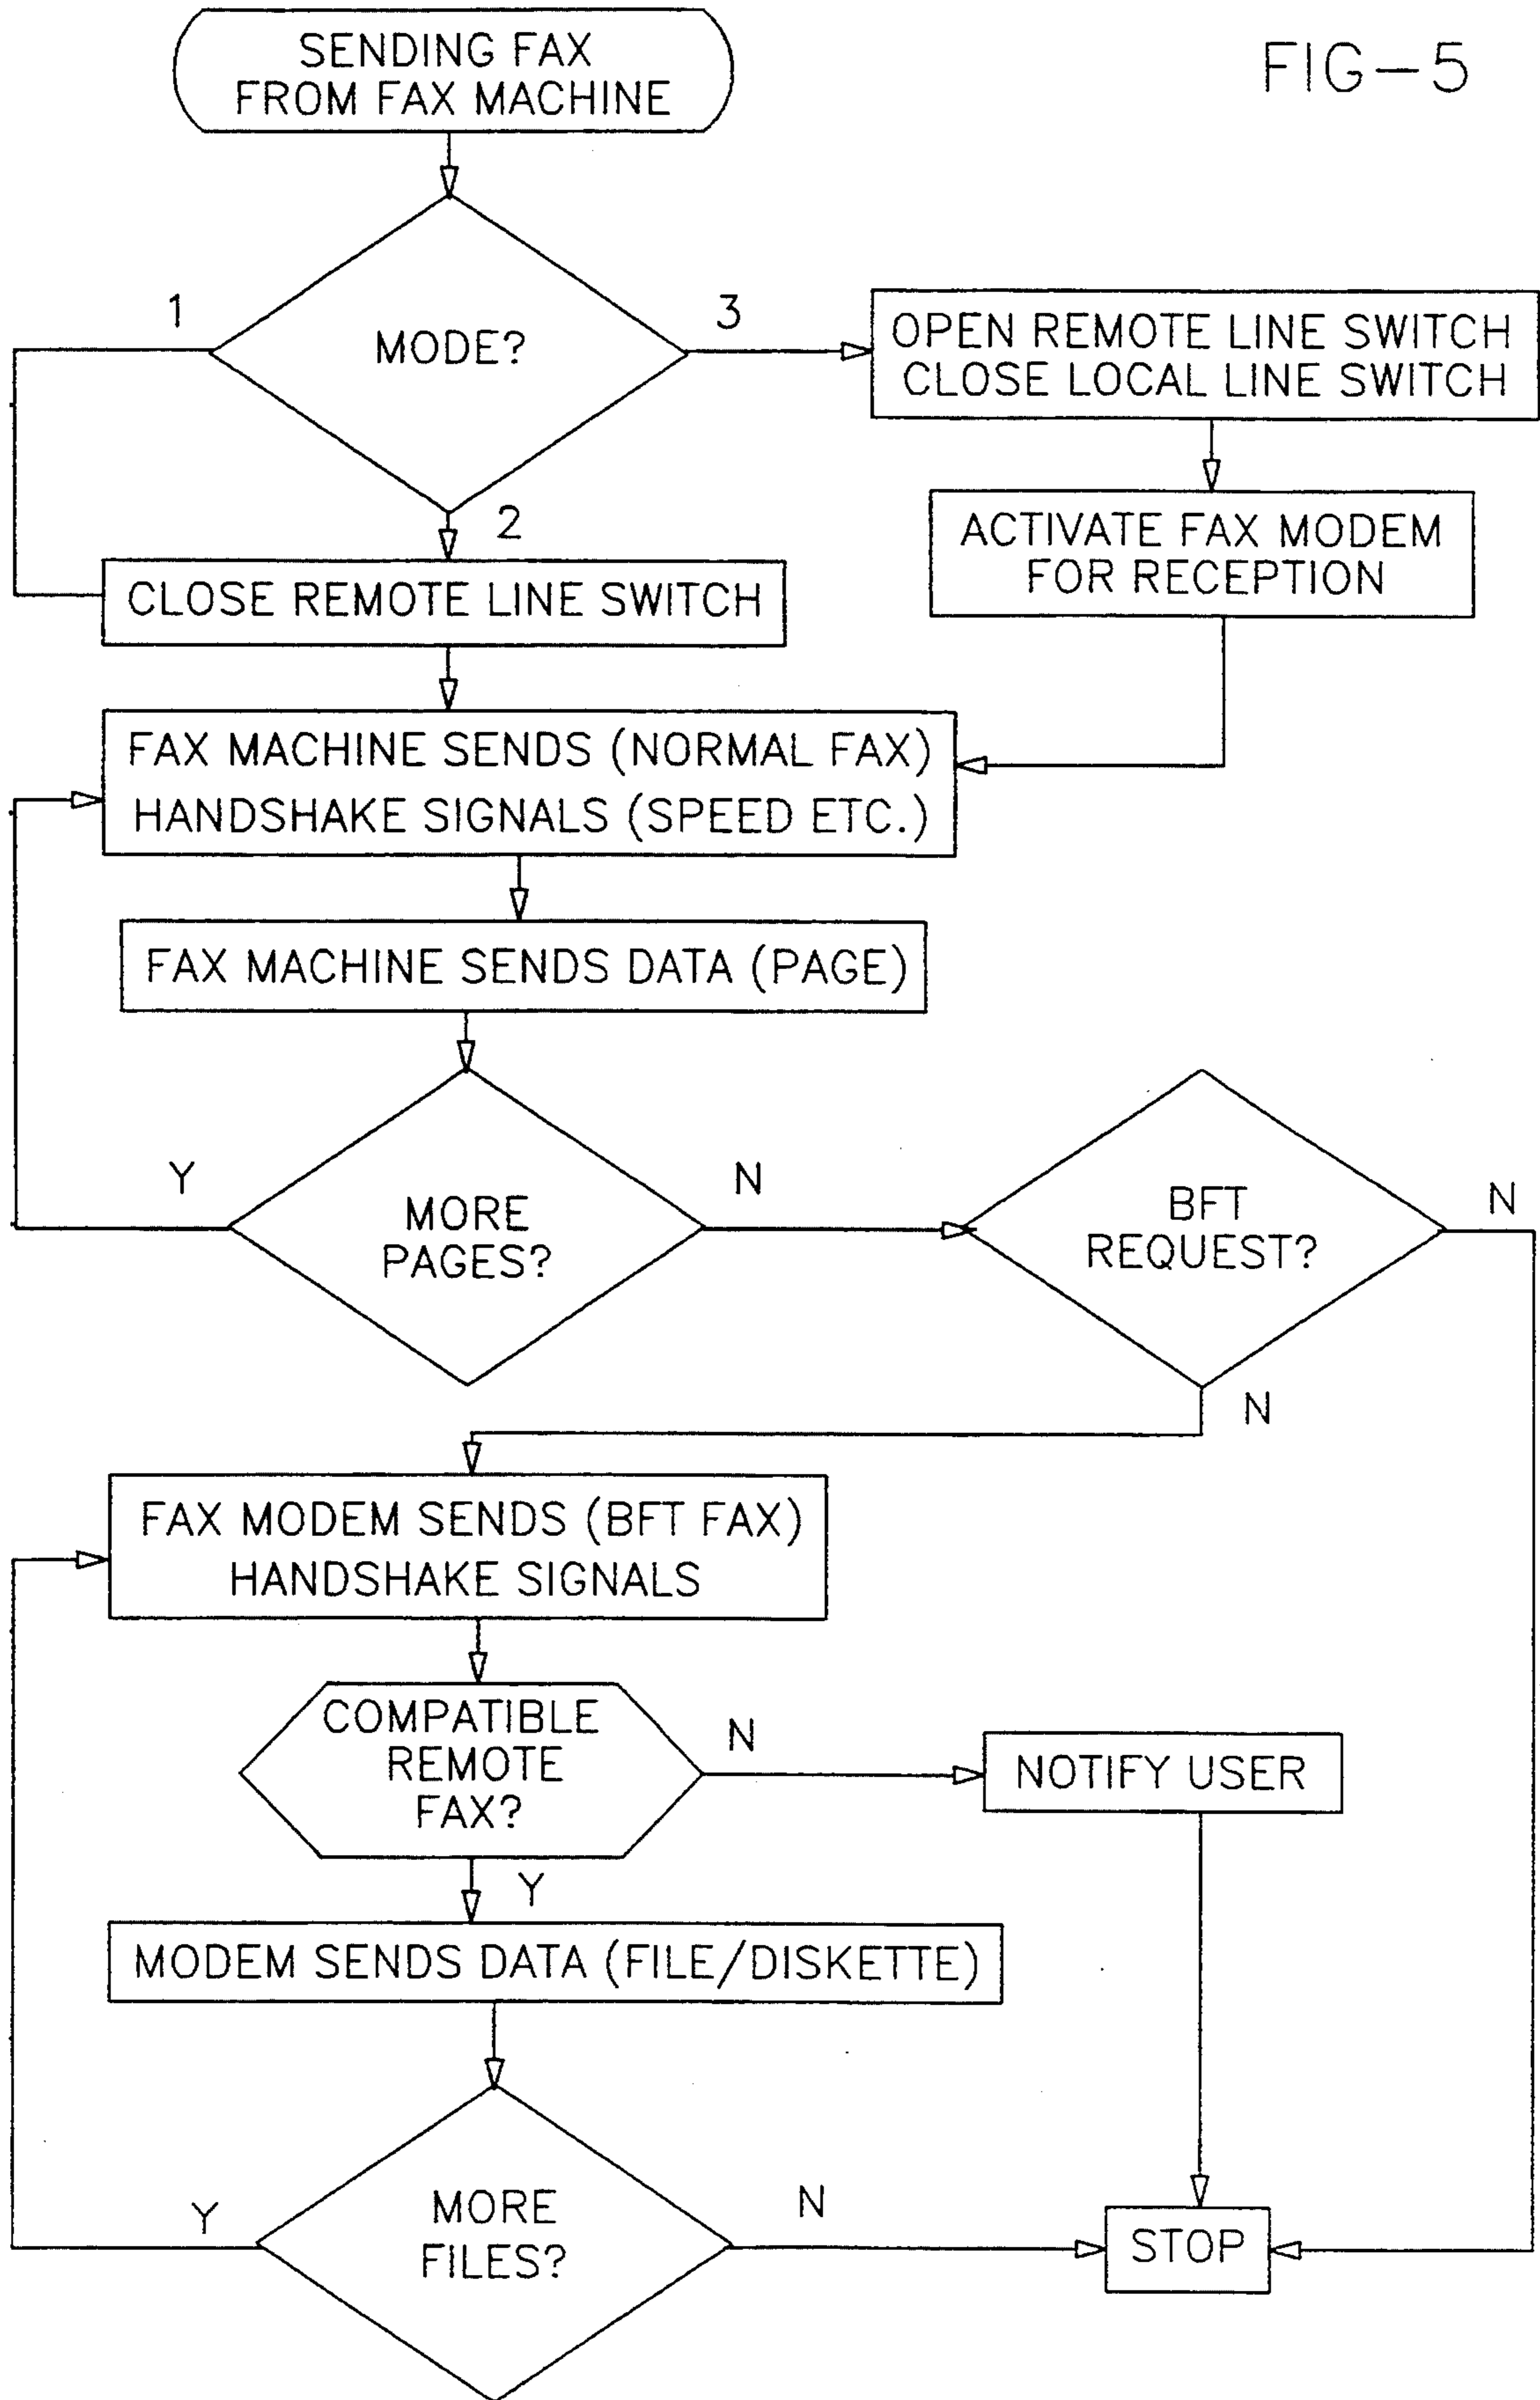 FIG-5
SENDING FAX
FROM FAX MACHINE
MODE?
1
3
2
OPEN REMOTE LINE SWITCH
CLOSE LOCAL LINE SWITCH
ACTIVATE FAX MODEM
FOR RECEPTION
CLOSE REMOTE LINE SWITCH
FAX MACHINE SENDS (NORMAL FAX)
HANDSHAKE SIGNALS (SPEED ETC.)
FAX MACHINE SENDS DATA (PAGE)
MORE
PAGES?
Y
N
BFT
REQUEST?
N
N
FAX MODEM SENDS (BFT FAX)
HANDSHAKE SIGNALS
COMPATIBLE
REMOTE
FAX?
N
NOTIFY USER
Y
MODEM SENDS DATA (FILE/DISKETTE)
MORE
FILES?
Y
N
STOP